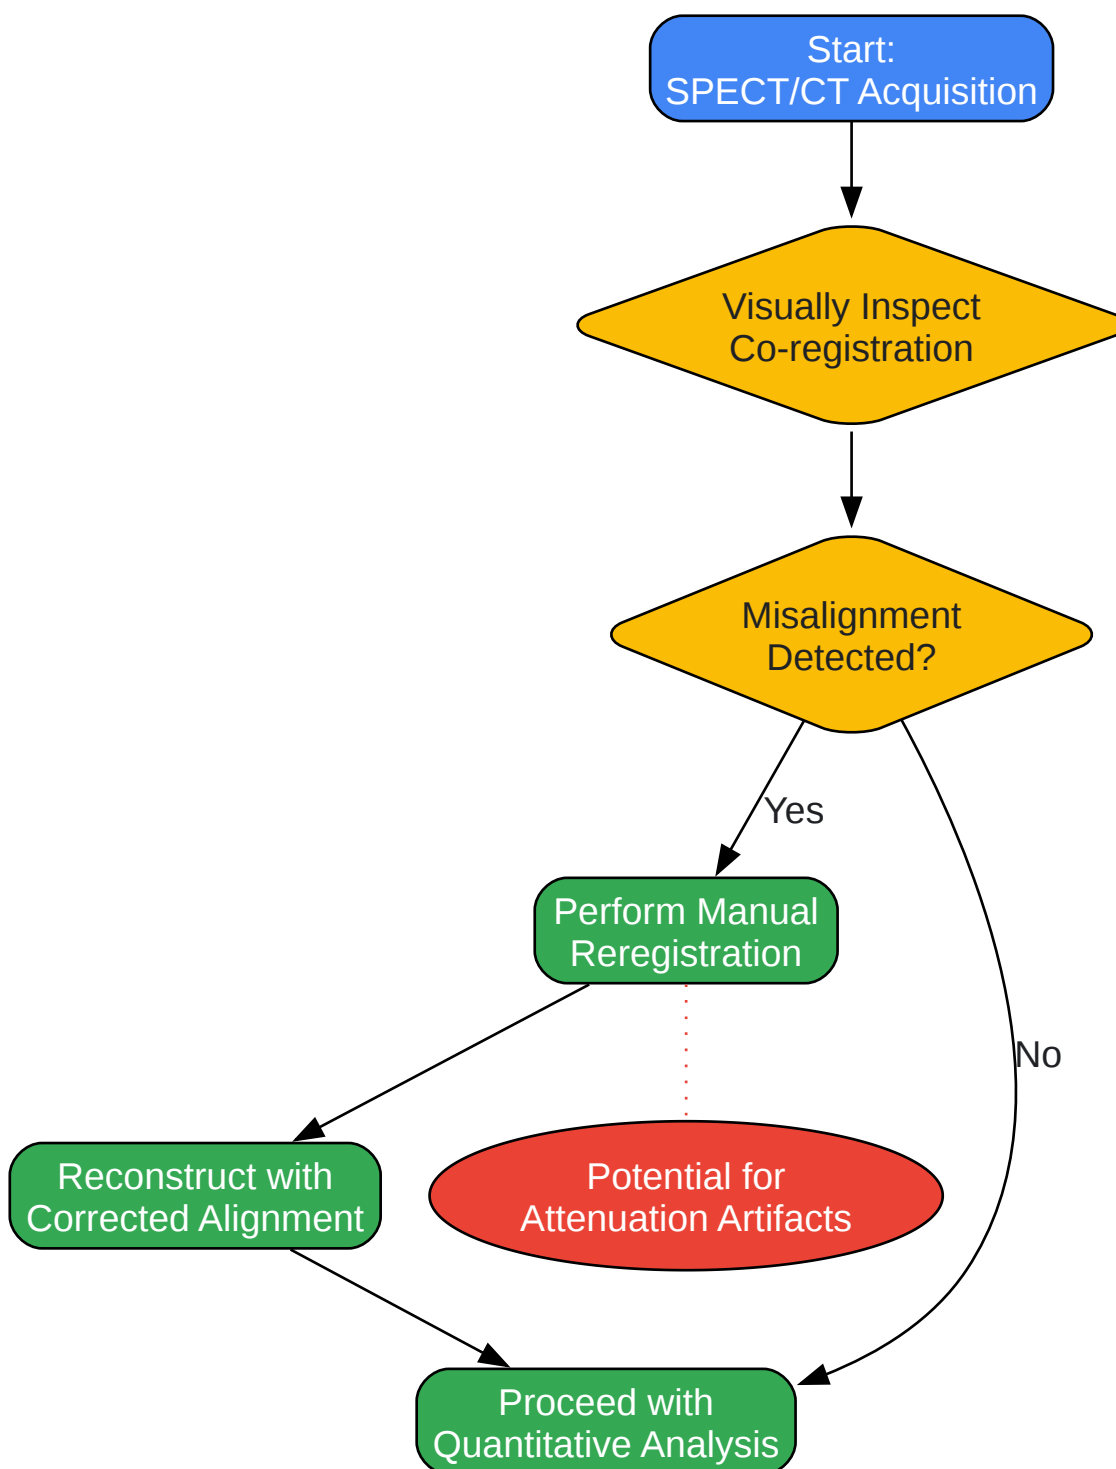 Start:
SPECT/CT Acquisition
Visually Inspect
Co-registration
Misalignment
Detected?
Yes
Perform Manual
Reregistration
No
Reconstruct with
Corrected Alignment
Potential for
Attenuation Artifacts
Proceed with
Quantitative Analysis